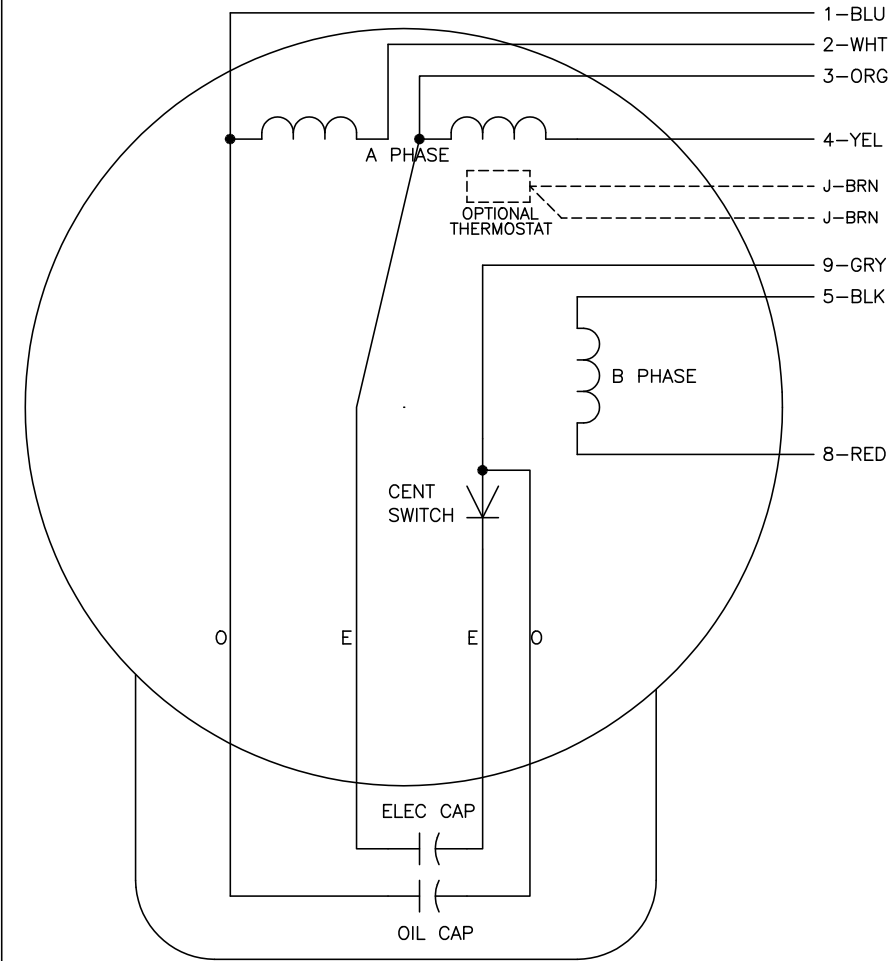 1-BLU
2-WHT
3-ORG
4-YEL
A PHASE
J-BRN
J-BRN
OPTIONAL
THERMOSTAT
9-GRY
5-BLK
B PHASE
8-RED
CENT
SWITCH
O
E
E
O
ELEC CAP
OIL CAP